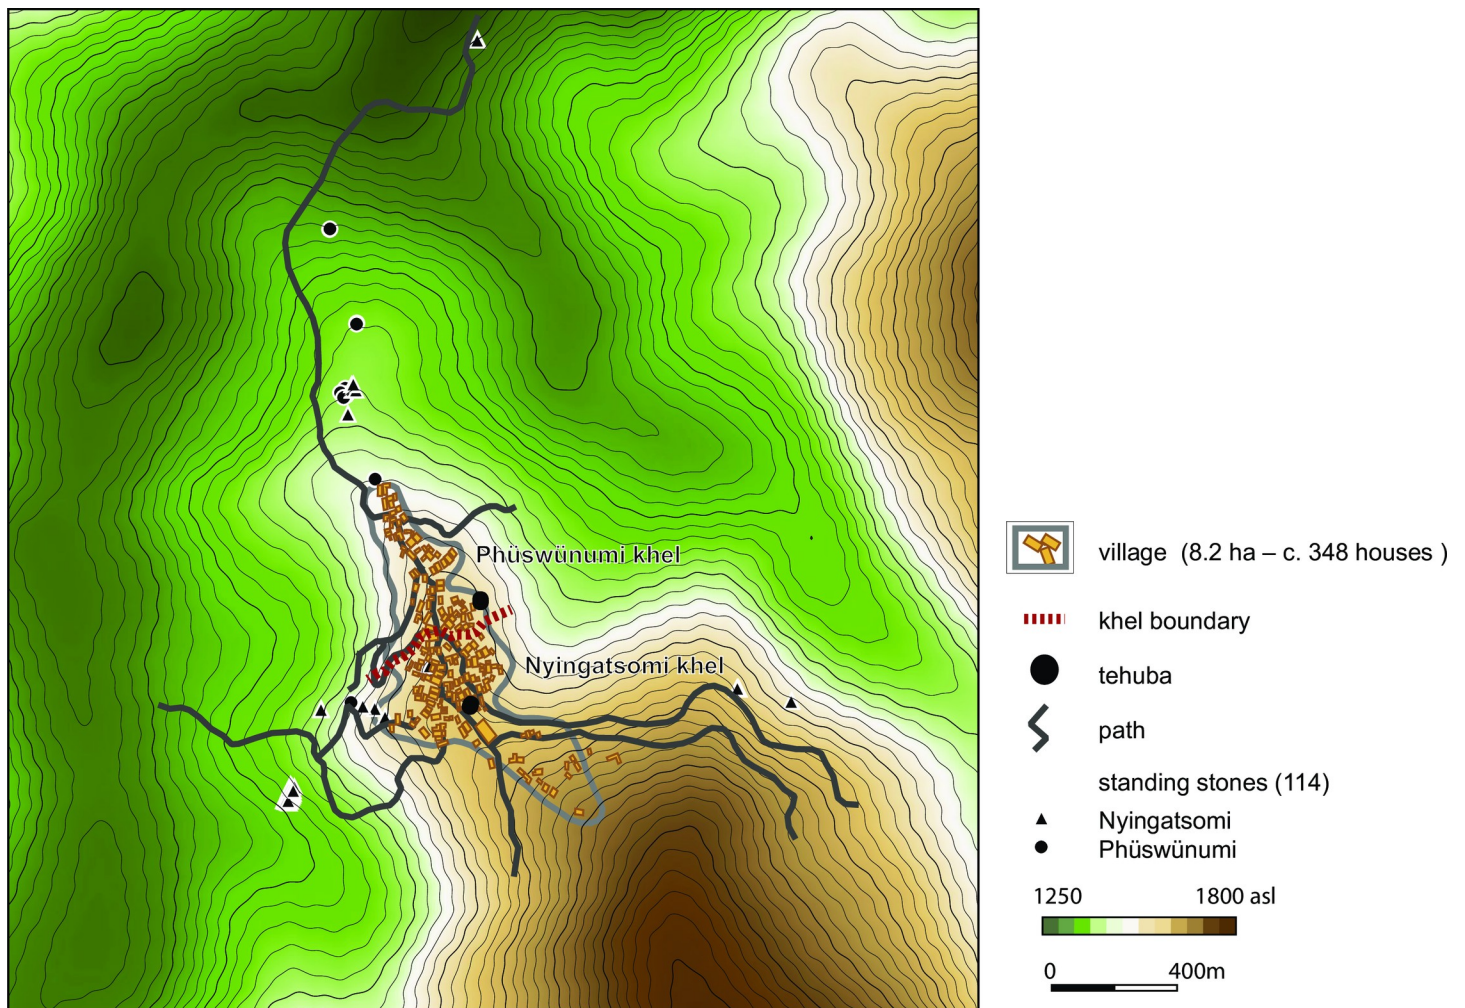 Phüswünumi khel
Nyingatsomi khel
village (8.2 ha – c. 348 houses )
khel boundary
tehuba
path
standing stones (114)
Nyingatsomi
Phüswünumi
1250 1800 asl
0 400m